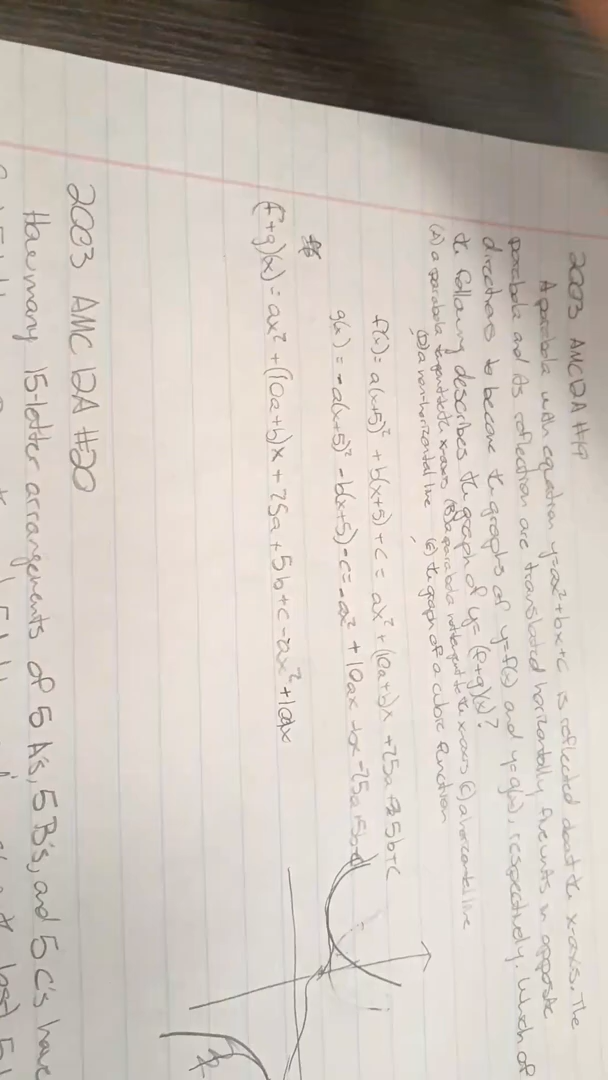 2003 AMC 12A #19
A parabola with equation y=ax²+bx+c is reflected about the x-axis. The
parabola and its reflection are translated horizontally five units in opposite
directions to become the graphs of y=f(x) and y=g(x), respectively. Which of
the following describes the graph of y=(f+g)(x)?
(A) a parabola tangent to the x-axis (B) a parabola not tangent to the x-axis (C) a horizontal line
(D) a non-horizontal line (E) the graph of a cubic function
f(x) = a(x+5)² + b(x+5) + c = ax² + (10a+b)x + 25a + 5b+c
g(x) = -a(x+5)² - b(x+5) - c = -ax² + 10ax - bx - 25a
(f+g)(x) = ax² + (10a+b)x + 25a + 5b + c - ax² + 10ax
2003 AMC 12A #20
How many 15-letter arrangements of 5 A's, 5 B's, and 5 C's have